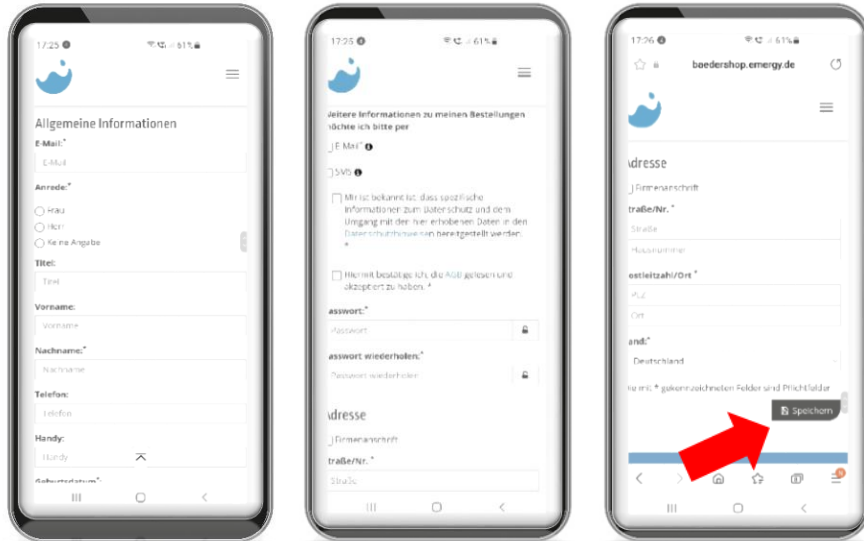 17:25
61%
Allgemeine Informationen
E-Mail:*
E-Mail
Anrede:*
Frau
Herr
Keine Angabe
Titel:
Text
Vorname:
Vorname
Nachname:*
Nachname
Telefon:
Telefon
Handy:
Handy
Geburtsdatum*:
17:25
61%
Weitere Informationen zu meinen Bestellungen
möchte ich bitte per
E-Mail*
SMS
Mir ist bekannt ist, dass spezifische
Informationen zum Datenschutz und dem
Umgang mit den hier erhobenen Daten in den
Datenschutzhinweisen bereitgestellt werden.
*
Hiermit bestätige ich, die AGB gelesen und
akzeptiert zu haben. *
asswort:*
Passwort
asswort wiederholen:*
Passwort wiederholen
Adresse
Firmenanschrift
traße/Nr. *
Straße
17:26
61%
baedershop.emergy.de
Adresse
Firmenanschrift
traße/Nr. *
Straße
Hausnummer
ostleitzahl/Ort *
PLZ
Ort
and:*
Deutschland
ie mit * gekennzeichneten Felder sind Pflichtfelder
Speichern